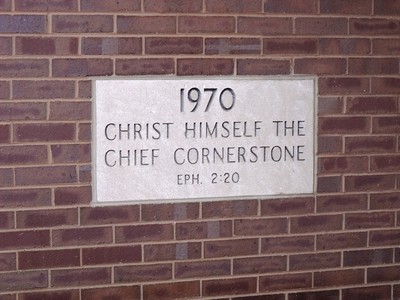 1970
CHRIST HIMSELF THE
CHIEF CORNERSTONE
EPH. 2:20